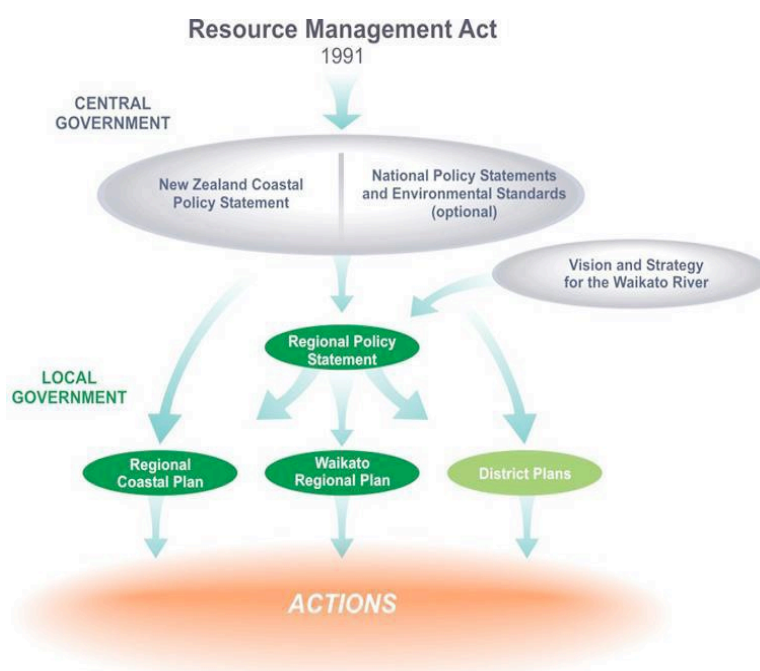 Resource Management Act
1991
CENTRAL
GOVERNMENT
New Zealand Coastal
Policy Statement
National Policy Statements
and Environmental Standards
(optional)
Vision and Strategy
for the Waikato River
Regional Policy
Statement
LOCAL
GOVERNMENT
Regional
Coastal Plan
Waikato
Regional Plan
District Plans
ACTIONS